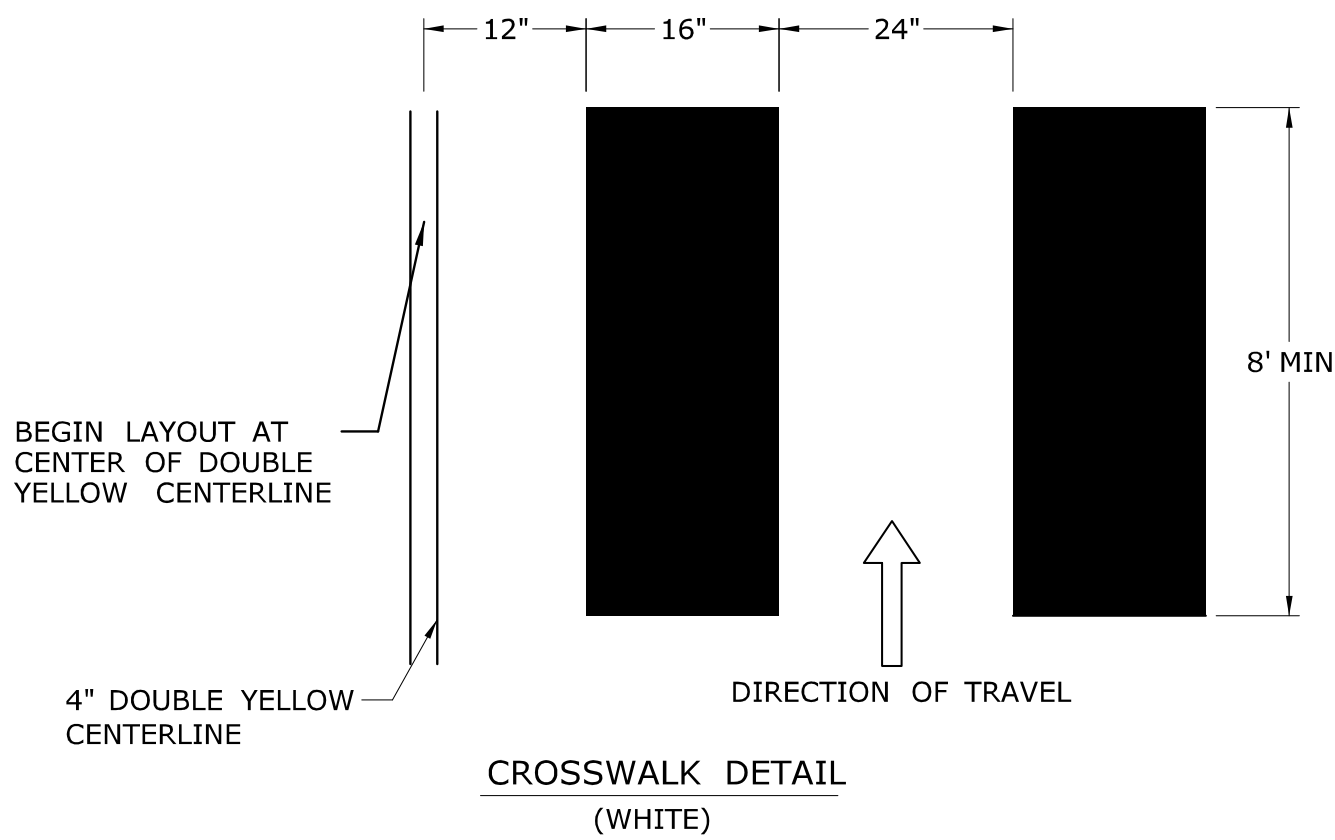 12" 16" 24"
8' MIN
BEGIN LAYOUT AT
CENTER OF DOUBLE
YELLOW CENTERLINE
4" DOUBLE YELLOW
CENTERLINE
DIRECTION OF TRAVEL
CROSSWALK DETAIL
(WHITE)